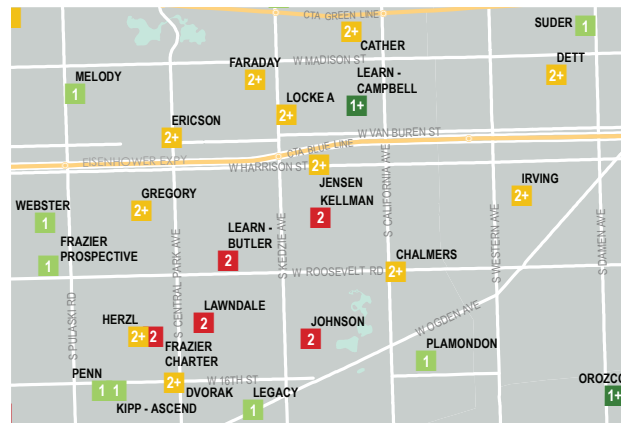 CTA GREEN LINE
SUDER 1
2+
CATHER
W MADISON ST
DETT
2+
FARADAY
2+
MELODY
1
LEARN -
CAMPBELL
1+
LOCKE A
2+
ERICSON
2+
W VAN BUREN ST
CTA BLUE LINE
EISENHOWER EXPY
W HARRISON ST
2+
JENSEN
KELLMAN
2
IRVING
2+
GREGORY
2+
WEBSTER
1
FRAZIER
PROSPECTIVE
1
LEARN -
BUTLER
2
S KEDZIE AVE
S CALIFORNIA AVE
S WESTERN AVE
S DAMEN AVE
S CENTRAL PARK AVE
S PULASKI RD
CHALMERS
2+
W ROOSEVELT RD
W OGDEN AVE
LAWNDALE
2
HERZL
2+ 2
FRAZIER
CHARTER
JOHNSON
2
PLAMONDON
1
PENN
1 1
KIPP - ASCEND
2+
DVORAK
W 16TH ST
LEGACY
1
OROZCO
1+